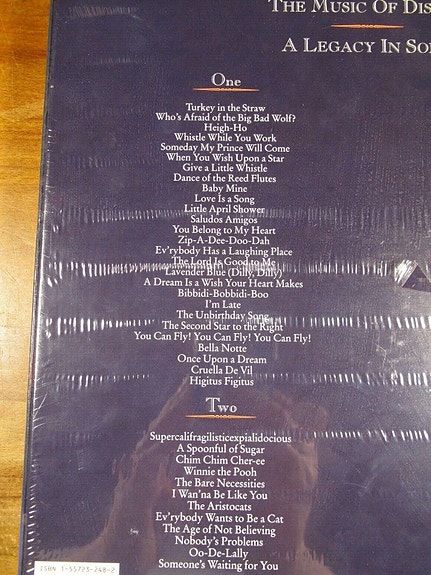 THE MUSIC OF DIS
A LEGACY IN SO
One
Turkey in the Straw
Who's Afraid of the Big Bad Wolf?
Heigh-Ho
Whistle While You Work
Someday My Prince Will Come
When You Wish Upon a Star
Give a Little Whistle
Dance of the Reed Flutes
Baby Mine
Love Is a Song
Little April Shower
Saludos Amigos
You Belong to My Heart
Zip-A-Dee-Doo-Dah
Ev'rybody Has a Laughing Place
The Lord Is Good to Me
Lavender Blue (Dilly, Dilly)
A Dream Is a Wish Your Heart Makes
Bibbidi-Bobbidi-Boo
I'm Late
The Unbirthday Song
The Second Star to the Right
You Can Fly! You Can Fly! You Can Fly!
Bella Notte
Once Upon a Dream
Cruella De Vil
Higitus Figitus
Two
Supercalifragilisticexpialidocious
A Spoonful of Sugar
Chim Chim Cher-ee
Winnie the Pooh
The Bare Necessities
I Wan'na Be Like You
The Aristocats
Ev'rybody Wants to Be a Cat
The Age of Not Believing
Nobody's Problems
Oo-De-Lally
Someone's Waiting for You
ISBN 1-55723-248-2